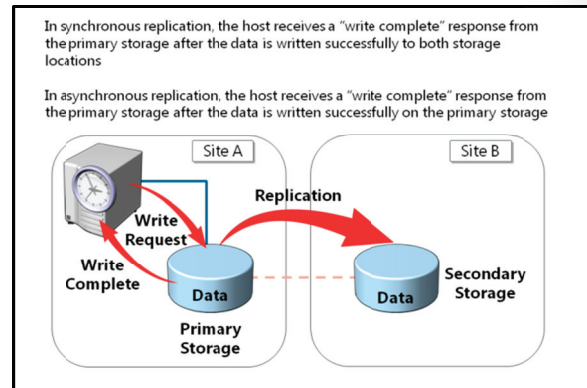 In synchronous replication, the host receives a “write complete” response from
the primary storage after the data is written successfully to both storage
locations
In asynchronous replication, the host receives a “write complete” response from
the primary storage after the data is written successfully on the primary storage
Site A
Site B
Replication
Write
Request
Write
Complete
Data
Primary
Storage
Data
Secondary
Storage